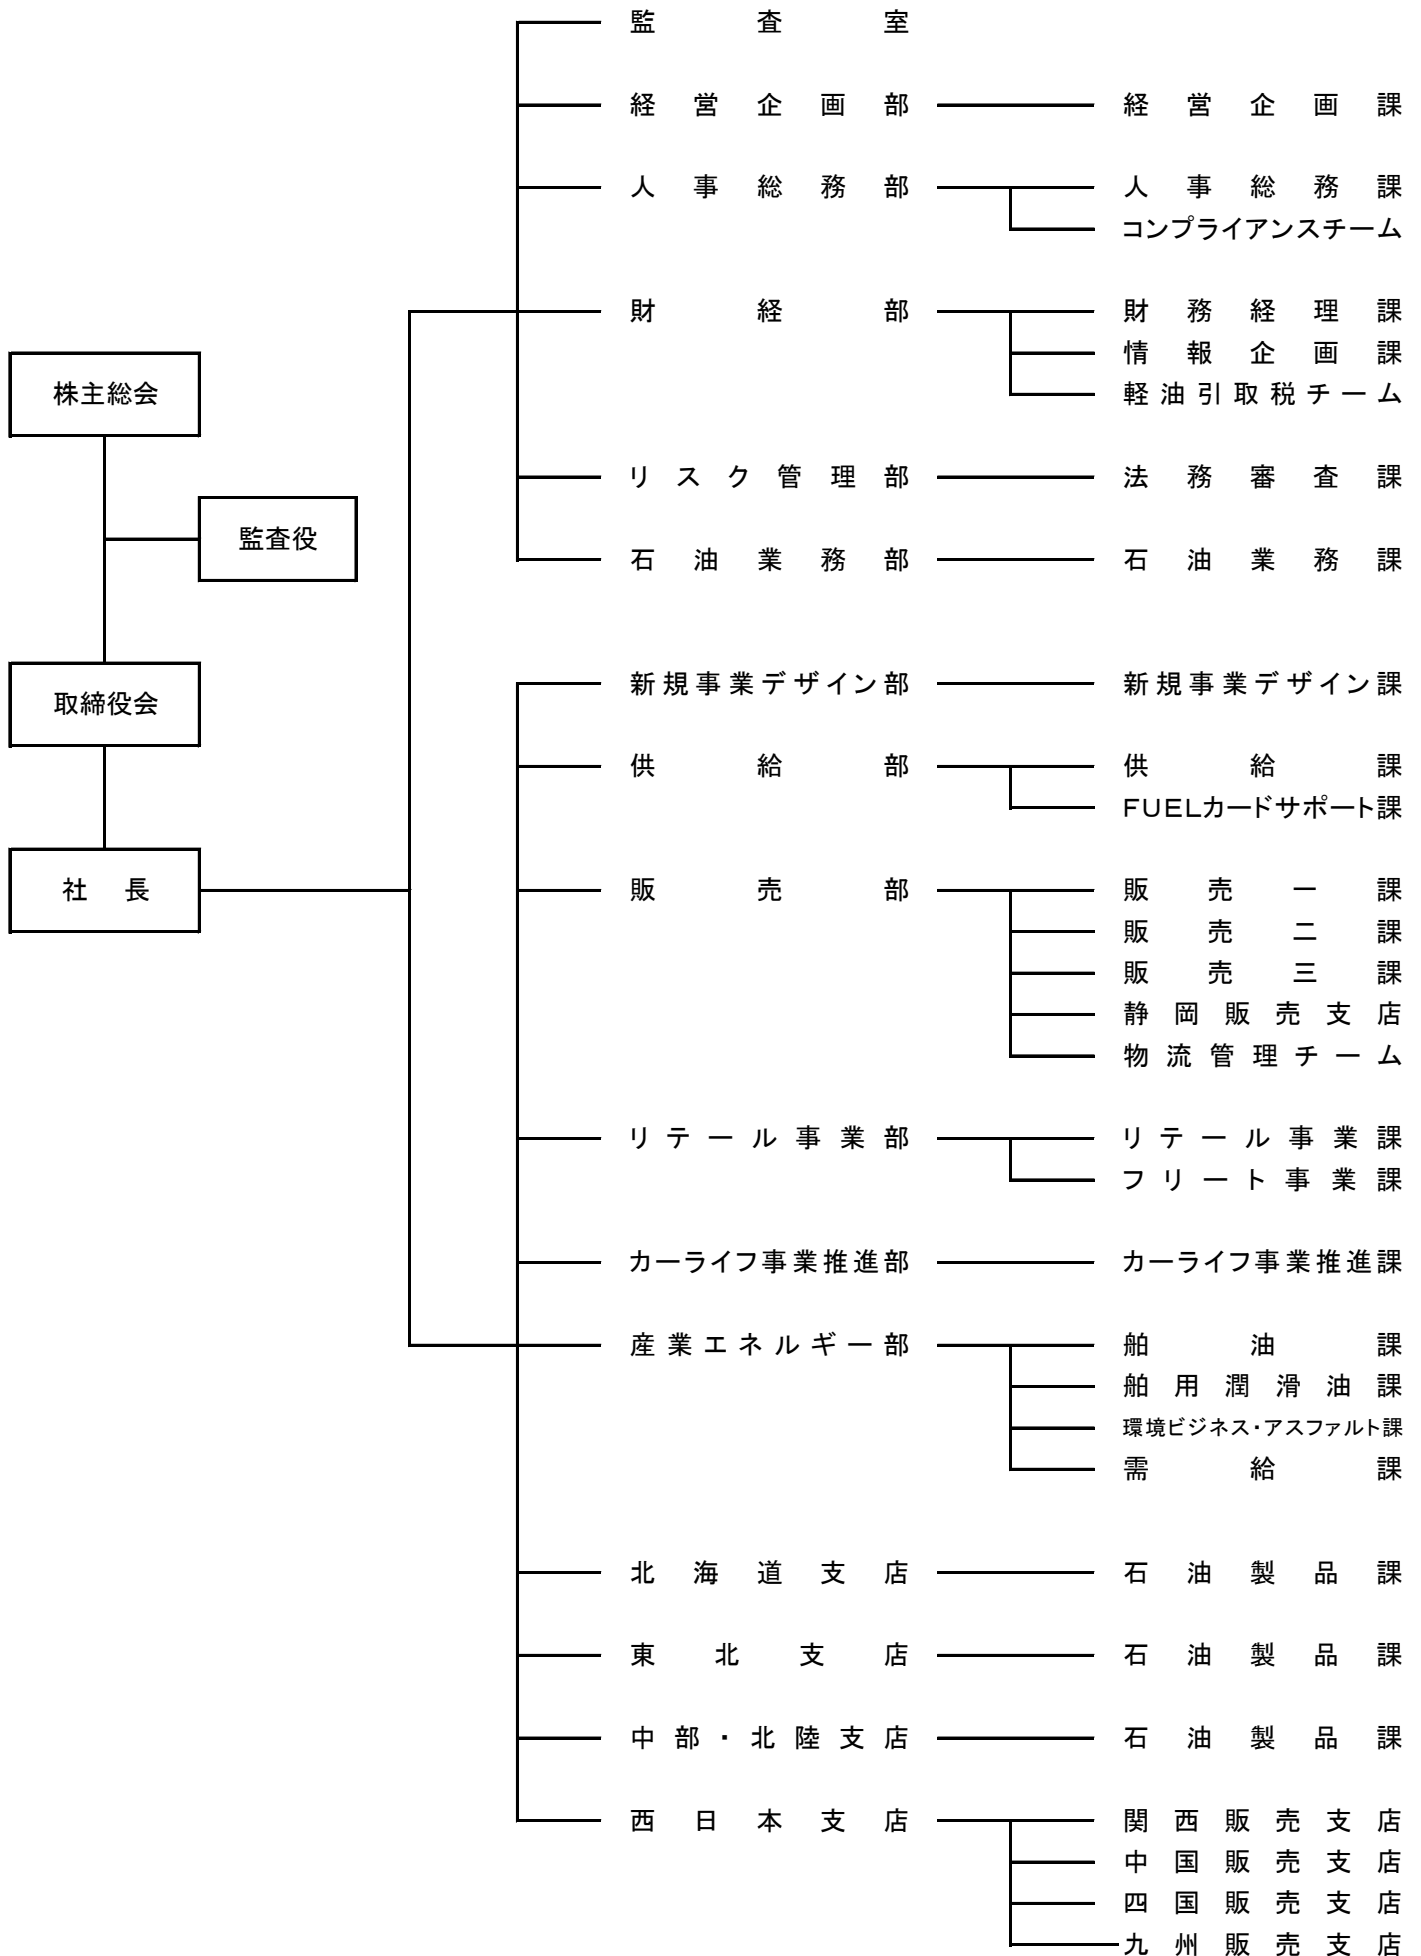 株主総会
監査役
取締役会
社長
監査室
経営企画部
経営企画課
人事総務部
人事総務課
コンプライアンスチーム
財経部
財務経理課
情報企画課
軽油引取税チーム
リスク管理部
法務審査課
石油業務部
石油業務課
新規事業デザイン部
新規事業デザイン課
供給部
供給課
FUELカードサポート課
販売部
販売一課
販売二課
販売三課
静岡販売支店
物流管理チーム
リテール事業部
リテール事業課
フリート事業課
カーライフ事業推進部
カーライフ事業推進課
産業エネルギー部
舶油課
舶用潤滑油課
環境ビジネス・アスファルト課
需給課
北海道支店
石油製品課
東北支店
石油製品課
中部・北陸支店
石油製品課
西日本支店
関西販売支店
中国販売支店
四国販売支店
九州販売支店